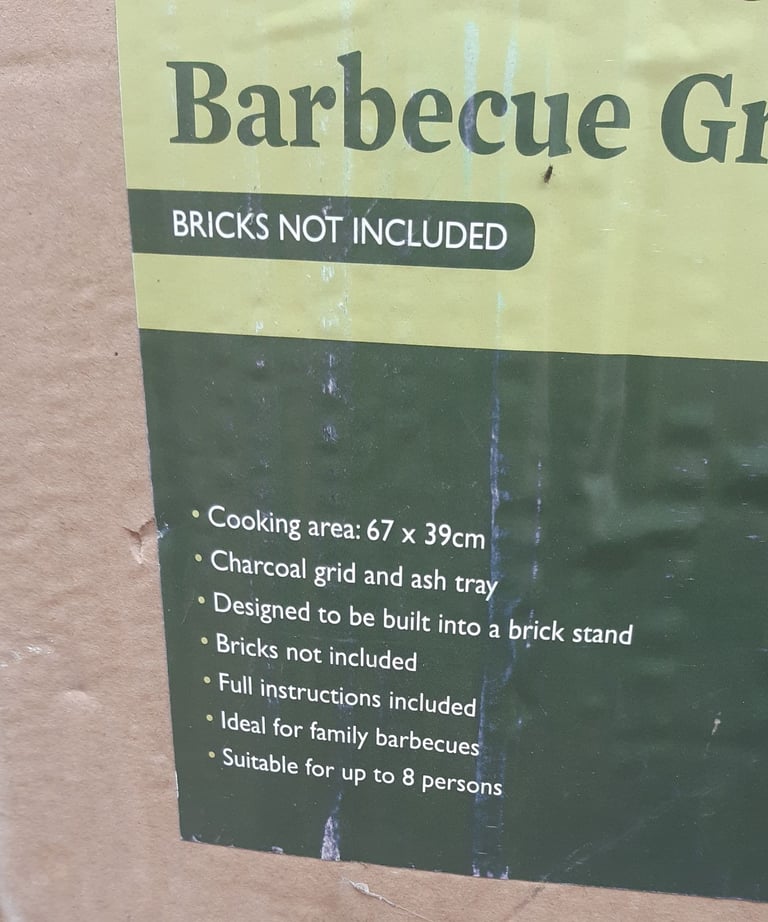 Barbecue Gr
BRICKS NOT INCLUDED
• Cooking area: 67 x 39cm
• Charcoal grid and ash tray
• Designed to be built into a brick stand
• Bricks not included
• Full instructions included
• Ideal for family barbecues
• Suitable for up to 8 persons